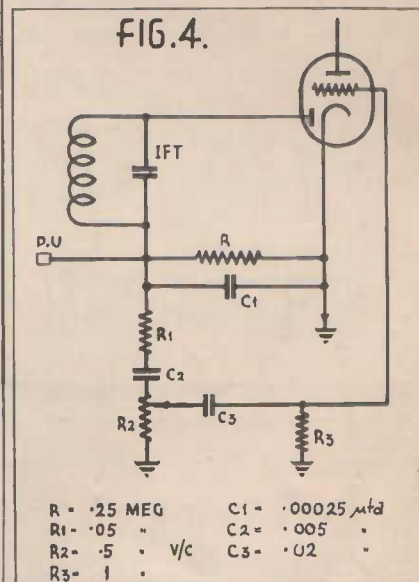 FIG.4.
IFT
P.U
R
C1
R1
C2
R2
C3
R3
R = .25 MEG C1 = .00025 µfd
R1 = .05 " C2 = .005 "
R2 = .5 " V/C C3 = .02 "
R3 = 1 "